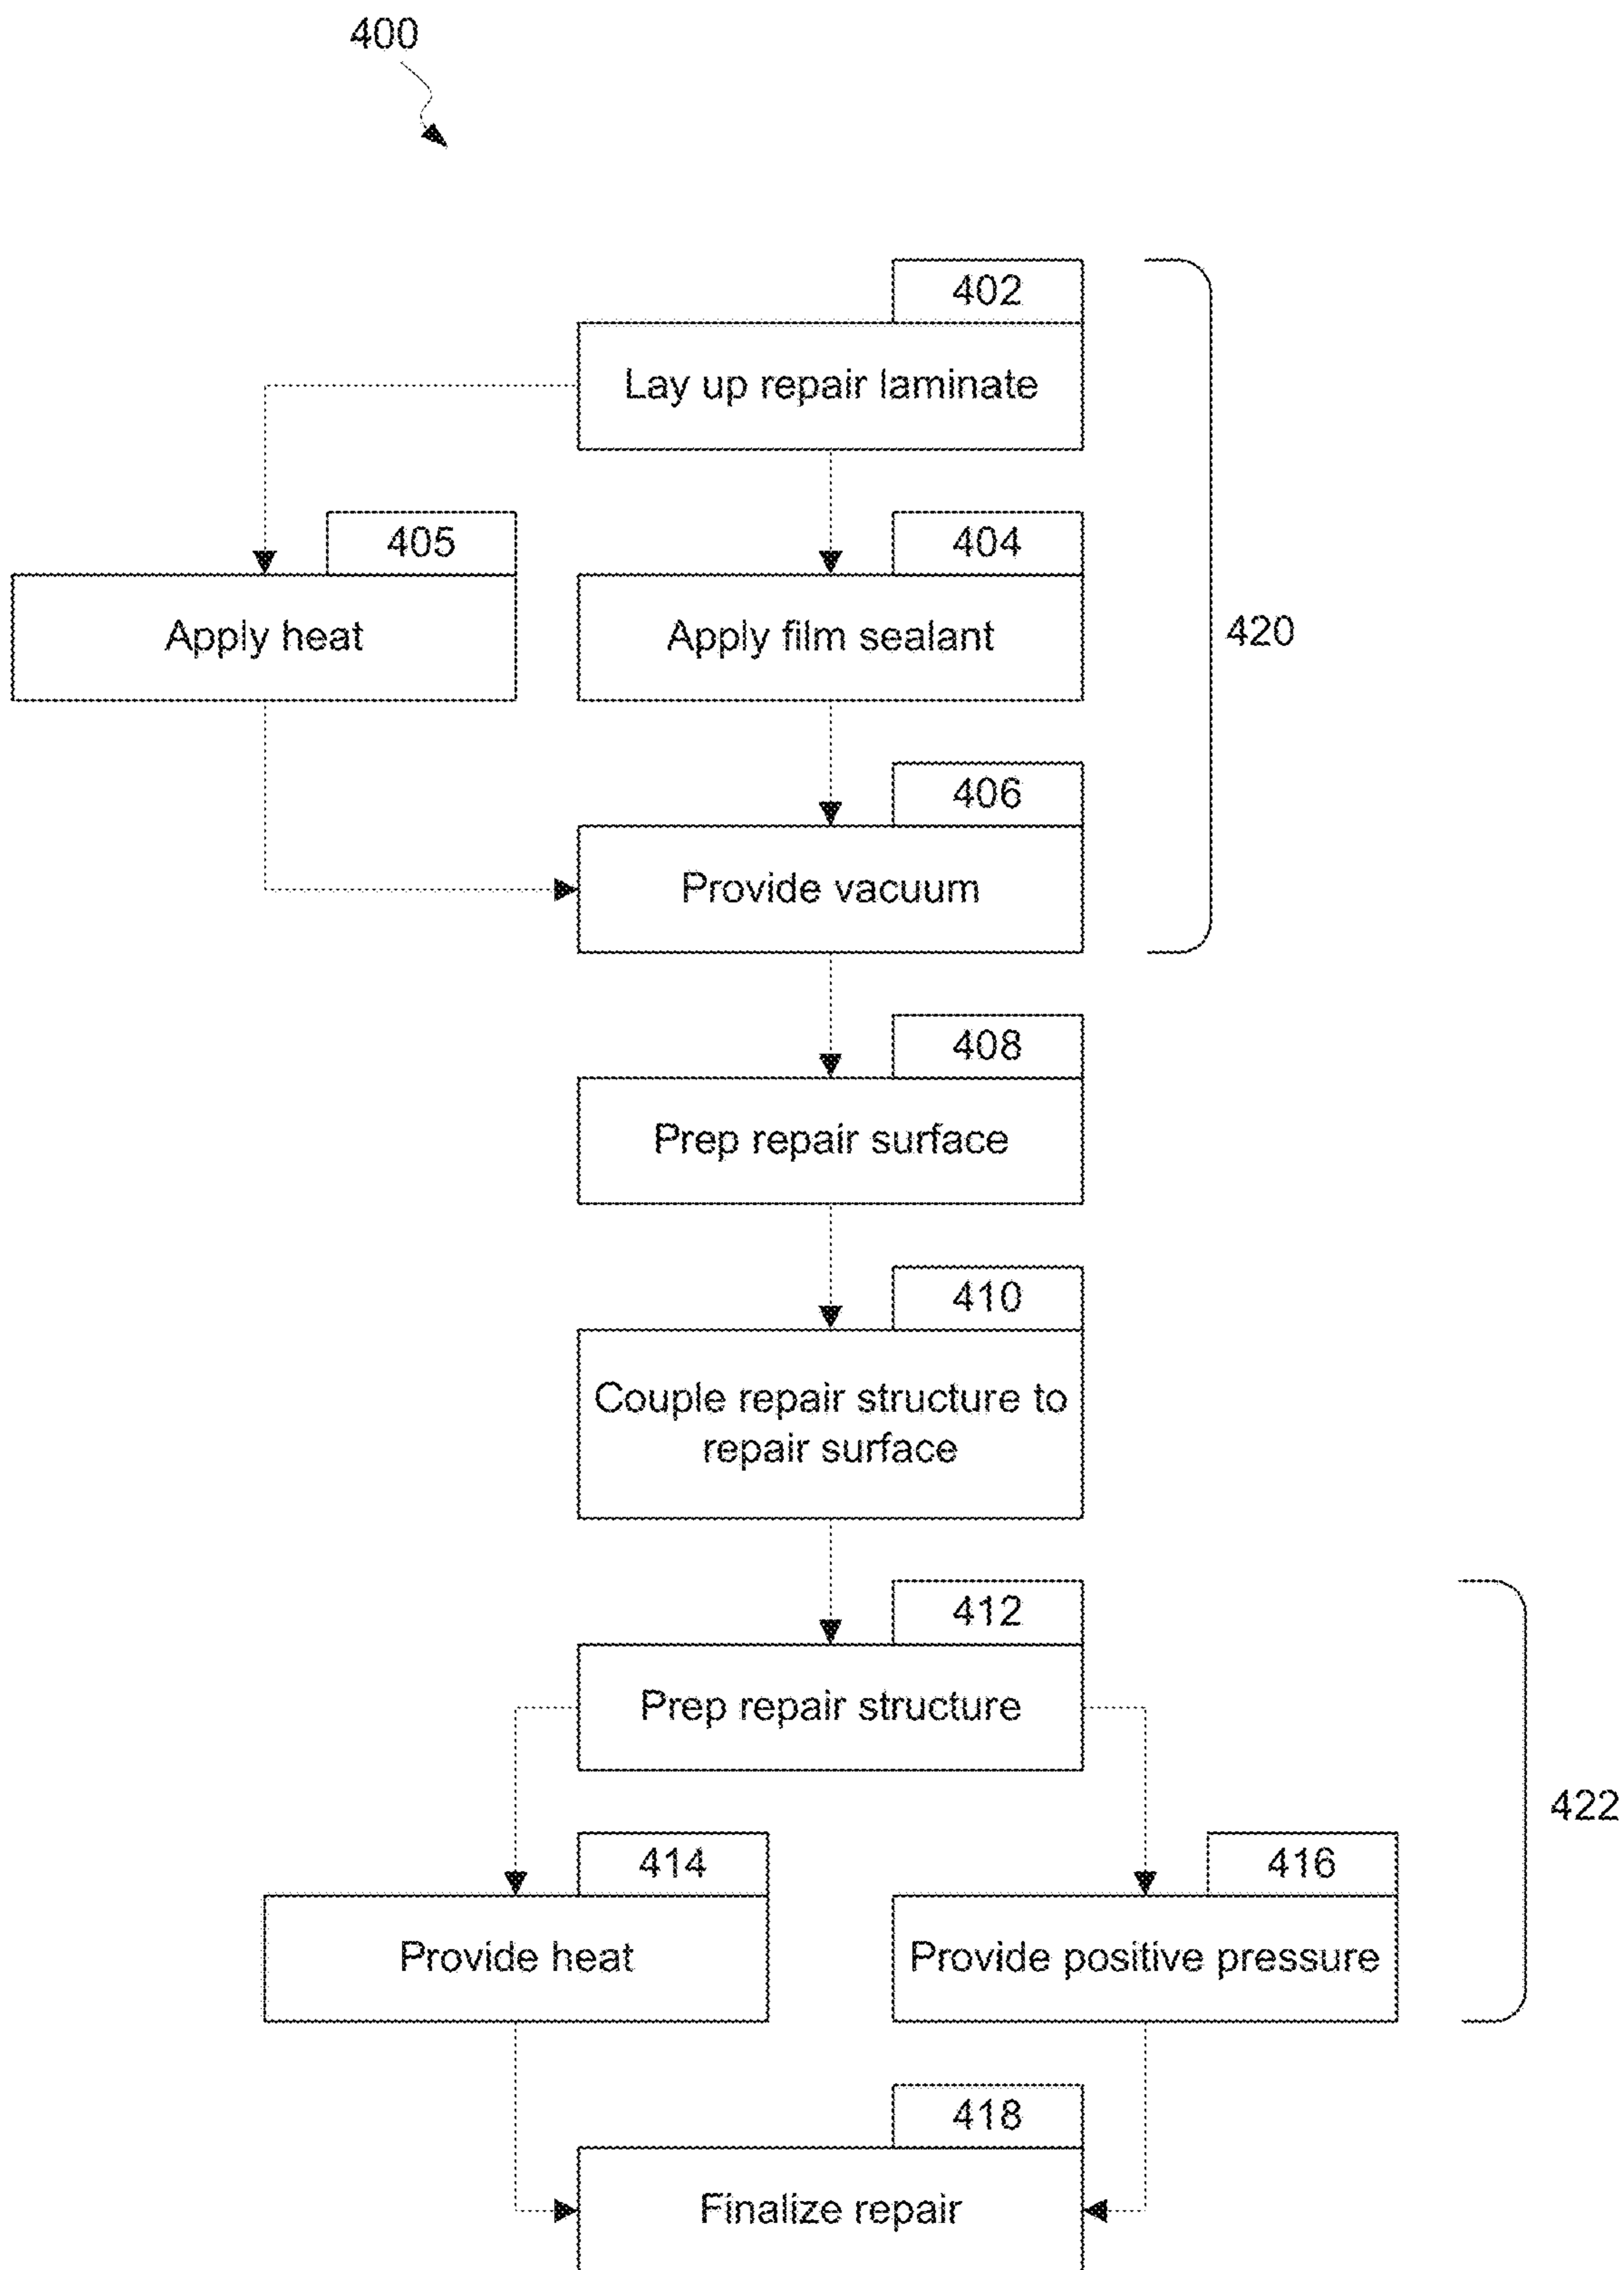 400
402
Lay up repair laminate
405
404
Apply heat
Apply film sealant
420
406
Provide vacuum
408
Prep repair surface
410
Couple repair structure to
repair surface
412
Prep repair structure
422
414
416
Provide heat
Provide positive pressure
418
Finalize repair